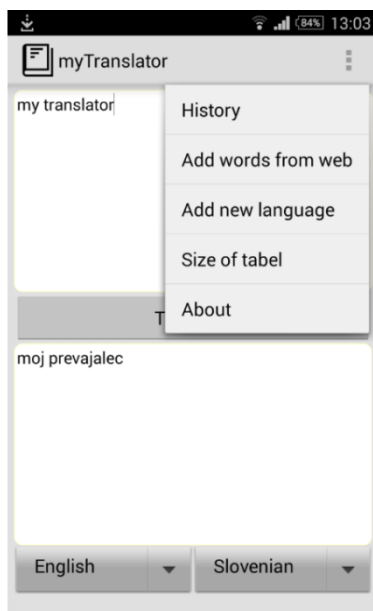 84% 13:03
myTranslator
my translator
History
Add words from web
Add new language
Size of tabel
About
T
moj prevajalec
English
Slovenian